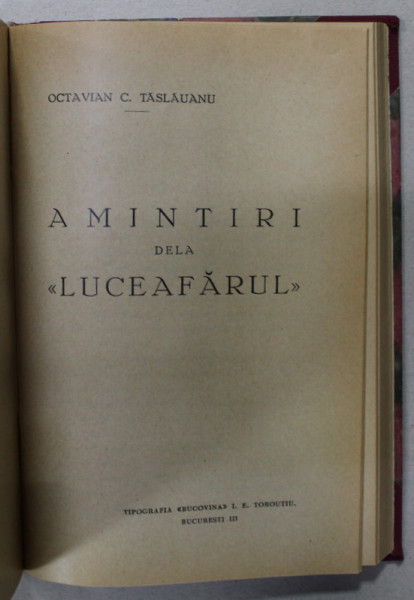 OCTAVIAN C. TĂSLĂUANU
AMINTIRI
DELA
«LUCEAFĂRUL»
TIPOGRAFIA «BUCOVINA» I. E. TOROUȚIU,
BUCUREȘTI III